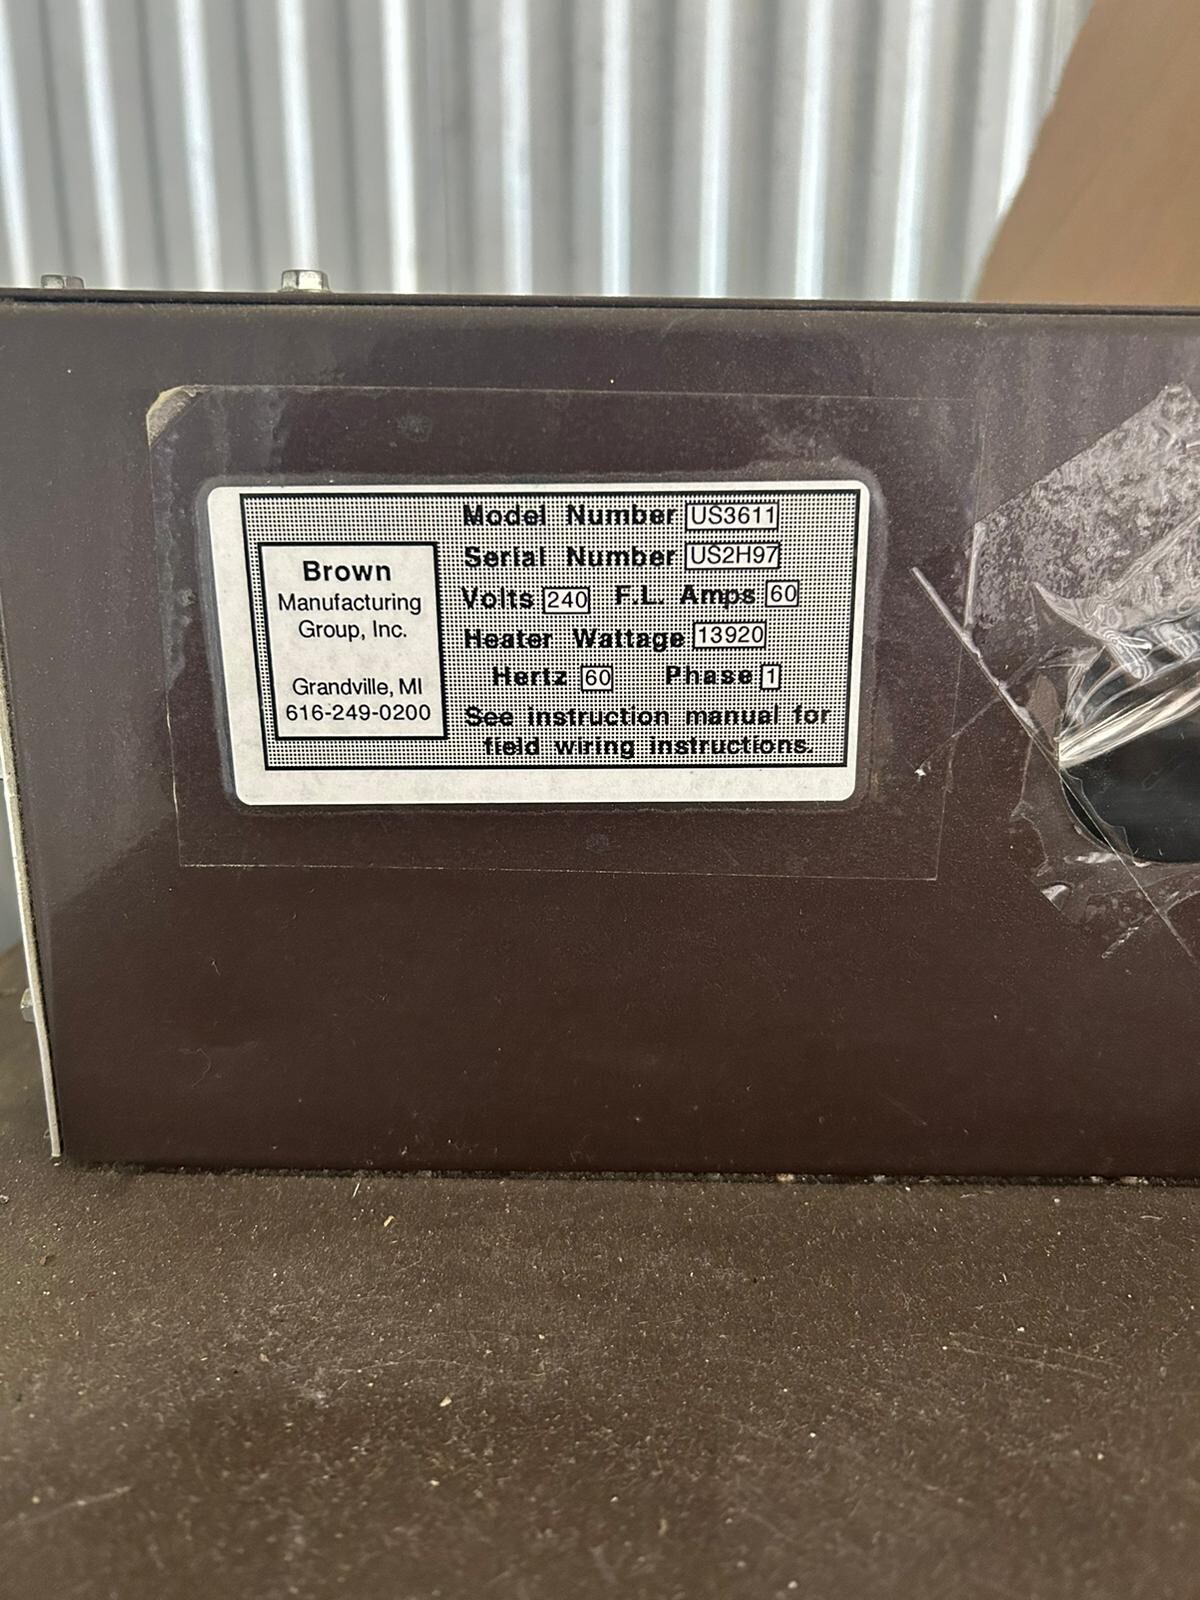 Brown
Manufacturing
Group, Inc.
Grandville, MI
616-249-0200
Model Number US3611
Serial Number US2H97
Volts 240 F.L. Amps 60
Heater Wattage 13920
Hertz 60 Phase 1
See instruction manual for
field wiring instructions.